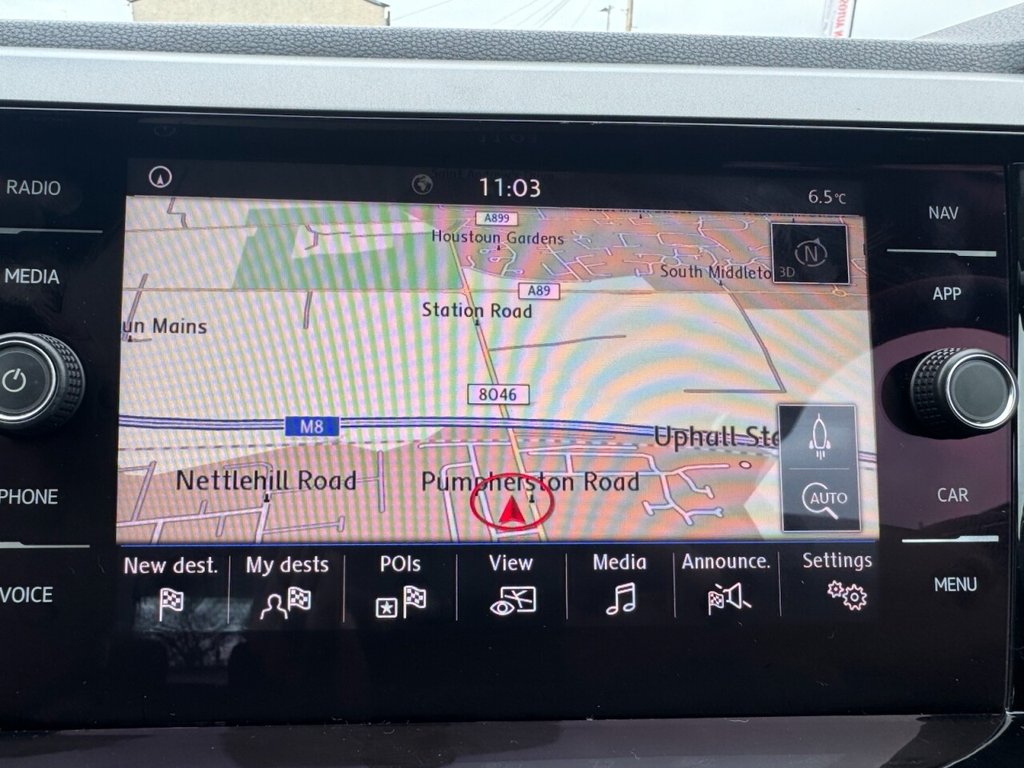 RADIO
MEDIA
PHONE
VOICE
11:03
6.5°C
A899
Houstoun Gardens
South Middleto
N
3D
A89
Station Road
un Mains
8046
M8
Uphall Sta
Nettlehill Road
Pumpherston Road
AUTO
New dest.
My dests
POIs
View
Media
Announce.
Settings
NAV
APP
CAR
MENU